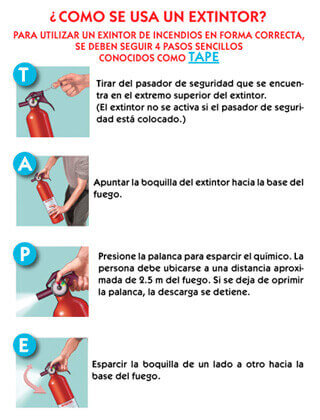 ¿COMO SE USA UN EXTINTOR?
PARA UTILIZAR UN EXINTOR DE INCENDIOS EN FORMA CORRECTA,
SE DEBEN SEGUIR 4 PASOS SENCILLOS
CONOCIDOS COMO TAPE
T
Tirar del pasador de seguridad que se encuen-
tra en el extremo superior del extintor.
(El extintor no se activa si el pasador de seguri-
dad está colocado.)
A
Apuntar la boquilla del extintor hacia la base del
fuego.
P
Presione la palanca para esparcir el químico. La
persona debe ubicarse a una distancia aproxi-
mada de 2.5 m del fuego. Si se deja de oprimir
la palanca, la descarga se detiene.
E
Esparcir la boquilla de un lado a otro hacia la
base del fuego.